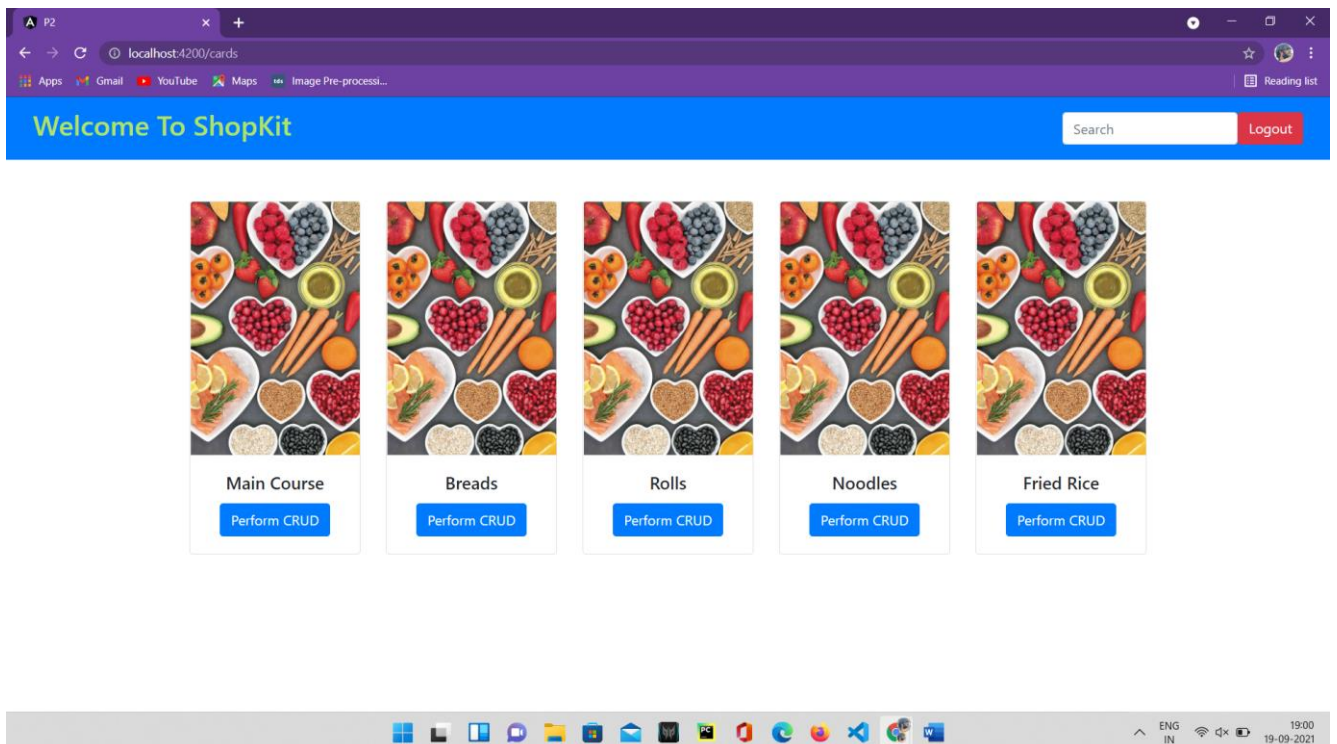 P2
localhost:4200/cards
Apps Gmail YouTube Maps tds Image Pre-processi... Reading list
Welcome To ShopKit
Search Logout
Main Course Breads Rolls Noodles Fried Rice
Perform CRUD Perform CRUD Perform CRUD Perform CRUD Perform CRUD
ENG 19:00
IN 19-09-2021